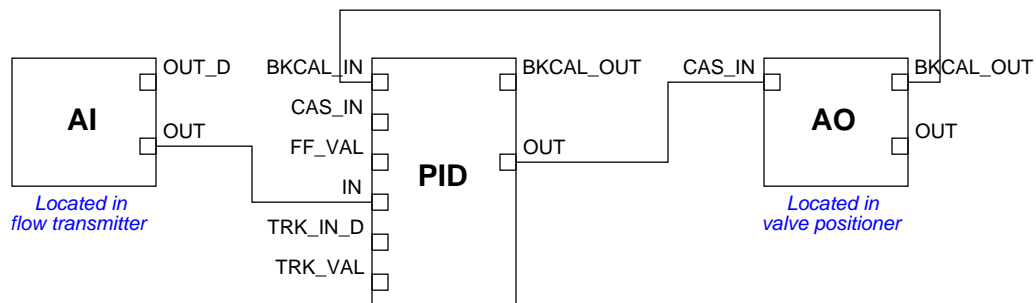 AI
OUT_D
OUT
Located in
flow transmitter
BKCAL_IN
CAS_IN
FF_VAL
IN
TRK_IN_D
TRK_VAL
PID
BKCAL_OUT
OUT
CAS_IN
AO
BKCAL_OUT
OUT
Located in
valve positioner